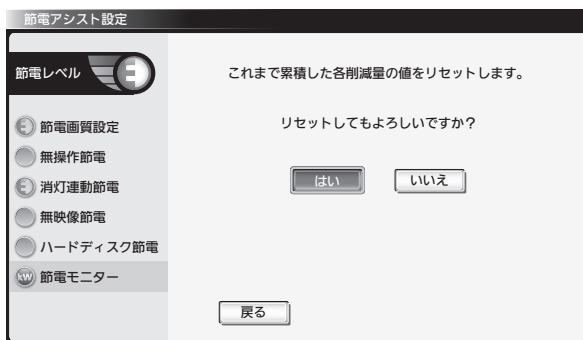 節電アシスト設定
節電レベル
E
E 節電画質設定
無操作節電
E 消灯連動節電
無映像節電
ハードディスク節電
kW 節電モニター
これまで累積した各削減量の値をリセットします。
リセットしてもよろしいですか？
はい
いいえ
戻る